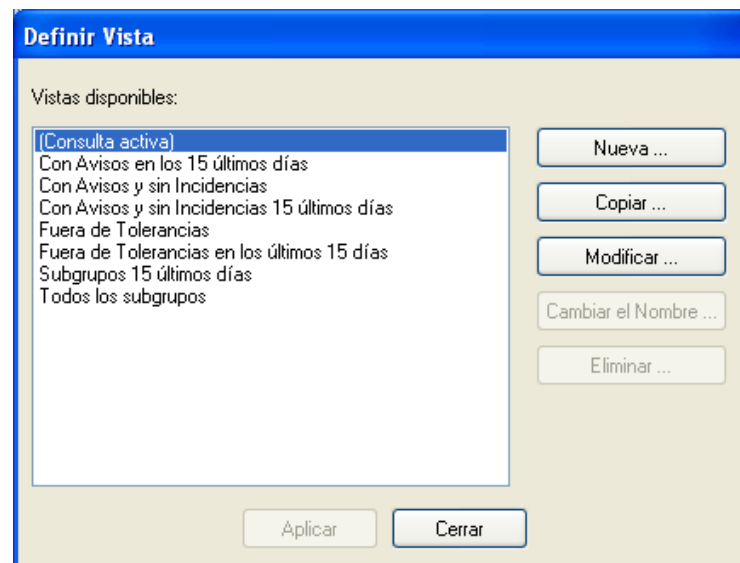 Definir Vista
Vistas disponibles:
(Consulta activa)
Con Avisos en los 15 últimos días
Con Avisos y sin Incidencias
Con Avisos y sin Incidencias 15 últimos días
Fuera de Tolerancias
Fuera de Tolerancias en los últimos 15 días
Subgrupos 15 últimos días
Todos los subgrupos
Nueva ...
Copiar ...
Modificar ...
Cambiar el Nombre ...
Eliminar ...
Aplicar
Cerrar